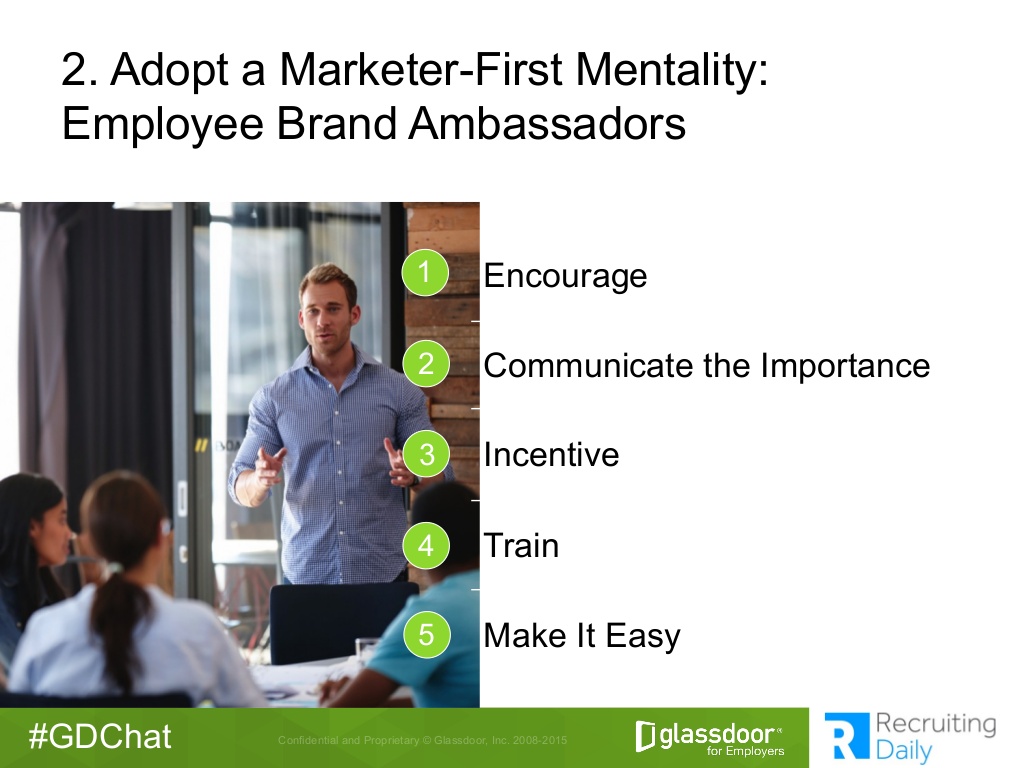 2. Adopt a Marketer-First Mentality:
Employee Brand Ambassadors
1 Encourage
2 Communicate the Importance
3 Incentive
4 Train
5 Make It Easy
#GDChat
Confidential and Proprietary © Glassdoor, Inc. 2008-2015
glassdoor®
for Employers
R
Recruiting
Daily